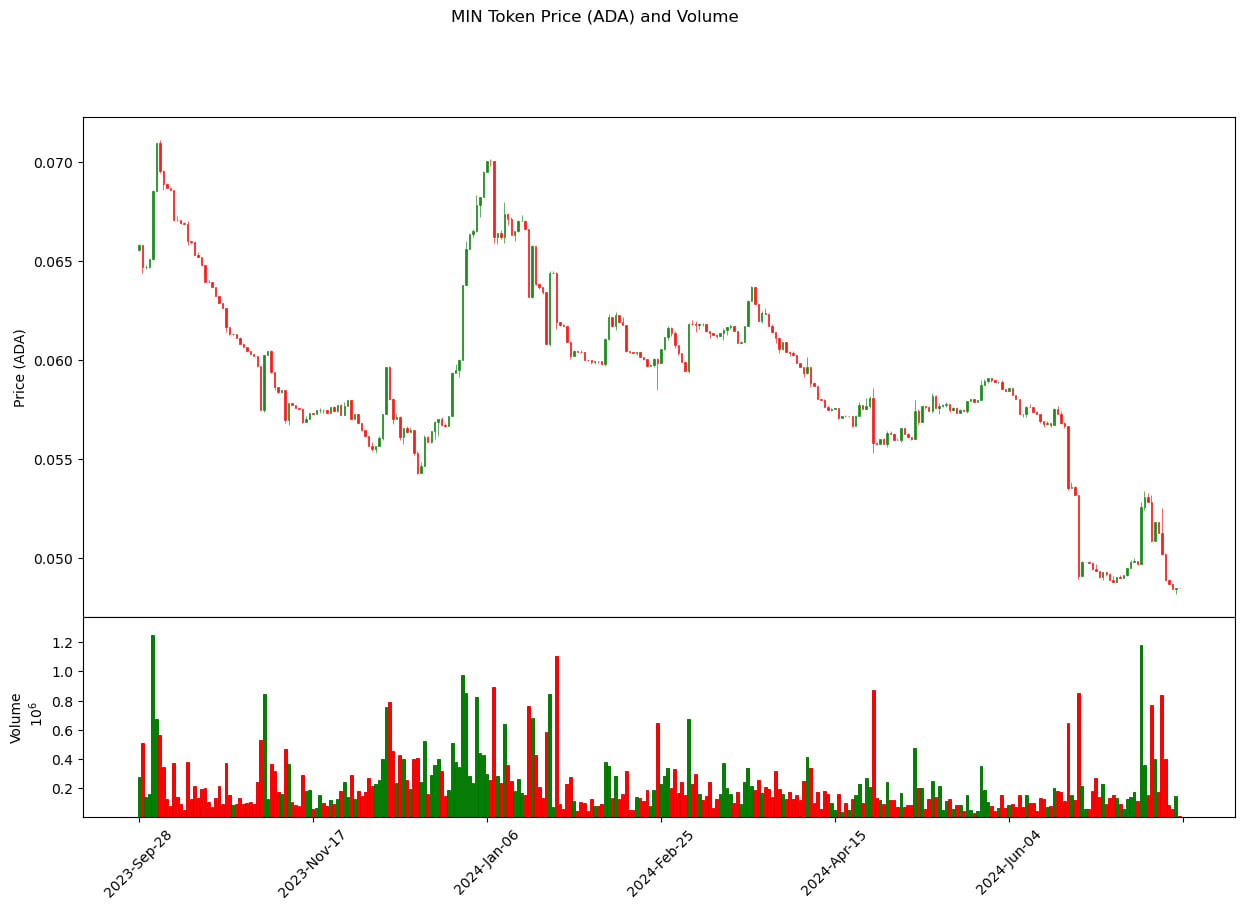 MIN Token Price (ADA) and Volume
Price (ADA)
0.070
0.065
0.060
0.055
0.050
Volume
10⁶
1.2
1.0
0.8
0.6
0.4
0.2
2023-Sep-28
2023-Nov-17
2024-Jan-06
2024-Feb-25
2024-Apr-15
2024-Jun-04